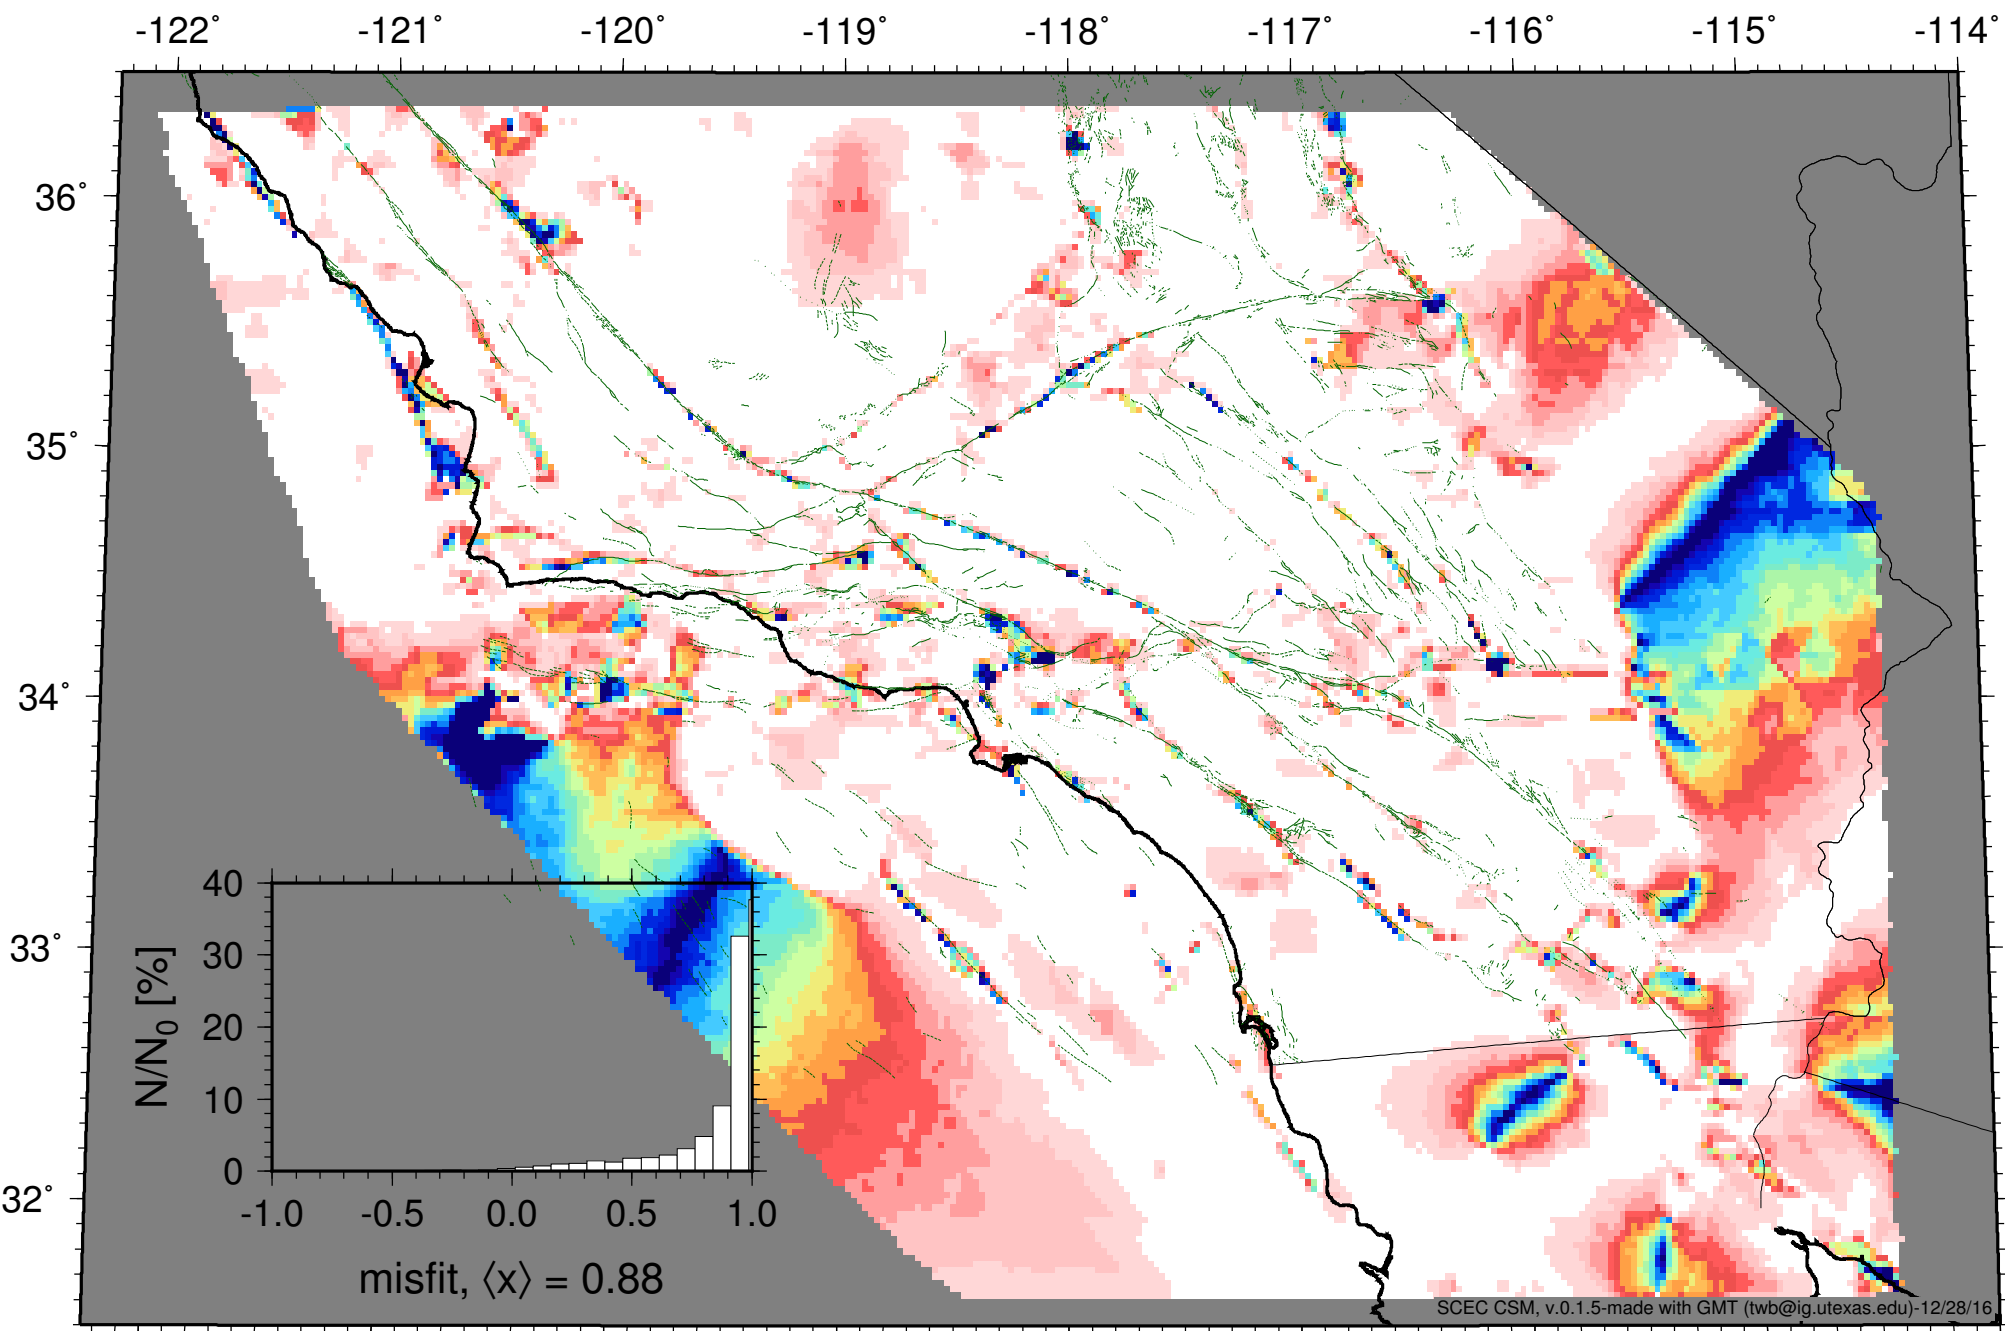 -122° -121° -120° -119° -118° -117° -116° -115° -114°
36°
35°
34°
33°
32°
40
30
20
10
0
N/N0 [%]
-1.0 -0.5 0.0 0.5 1.0
misfit, ⟨x⟩ = 0.88
SCEC CSM, v.0.1.5-made with GMT (twb@ig.utexas.edu)-12/28/16